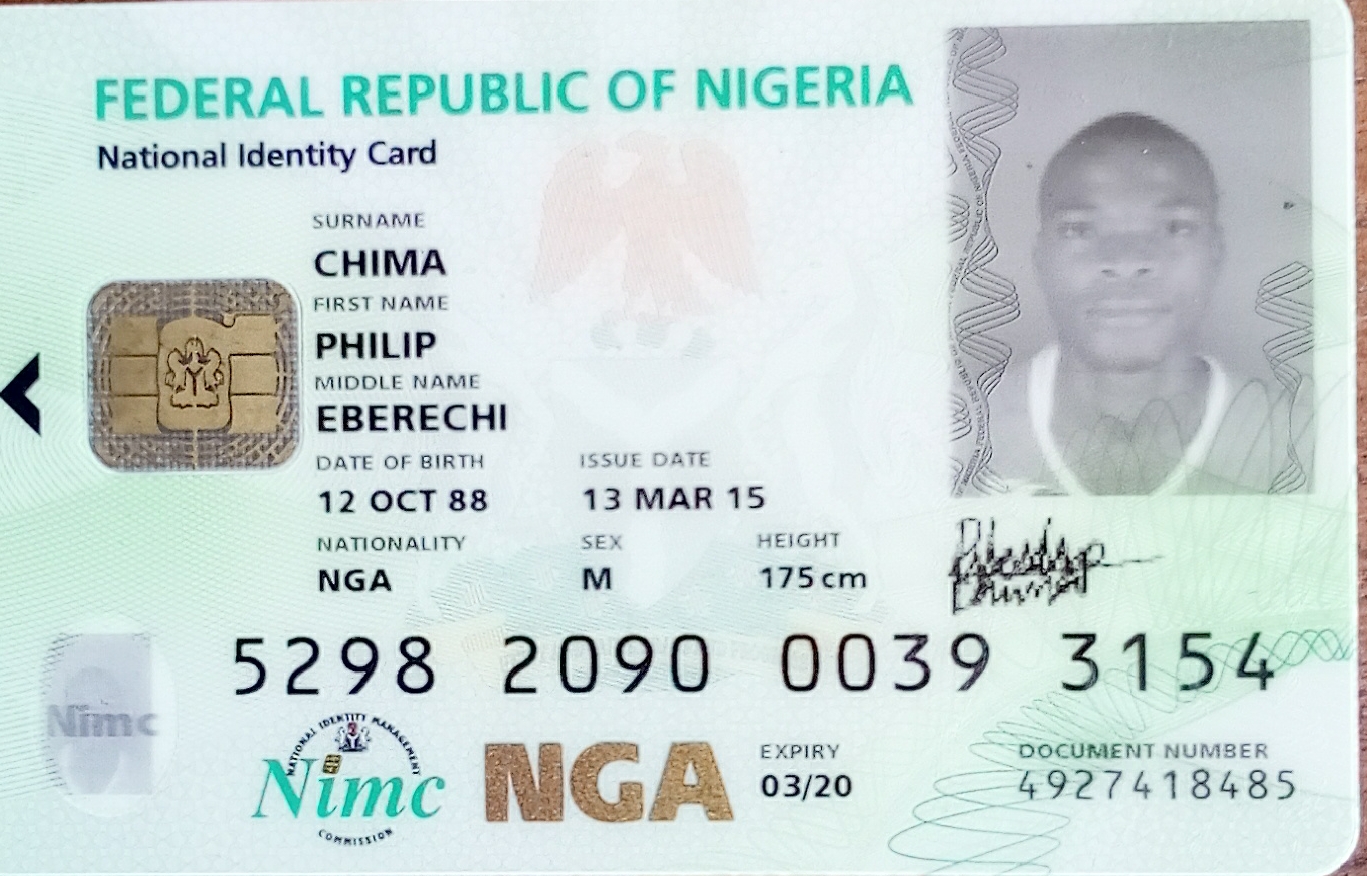 FEDERAL REPUBLIC OF NIGERIA
National Identity Card
SURNAME
CHIMA
FIRST NAME
PHILIP
MIDDLE NAME
EBERECHI
DATE OF BIRTH ISSUE DATE
12 OCT 88 13 MAR 15
NATIONALITY SEX HEIGHT
NGA M 175 cm
5298 2090 0039 3154
Nimc
NATIONAL IDENTITY MANAGEMENT
Nimc
COMMISSION
NGA
EXPIRY
03/20
DOCUMENT NUMBER
4927418485